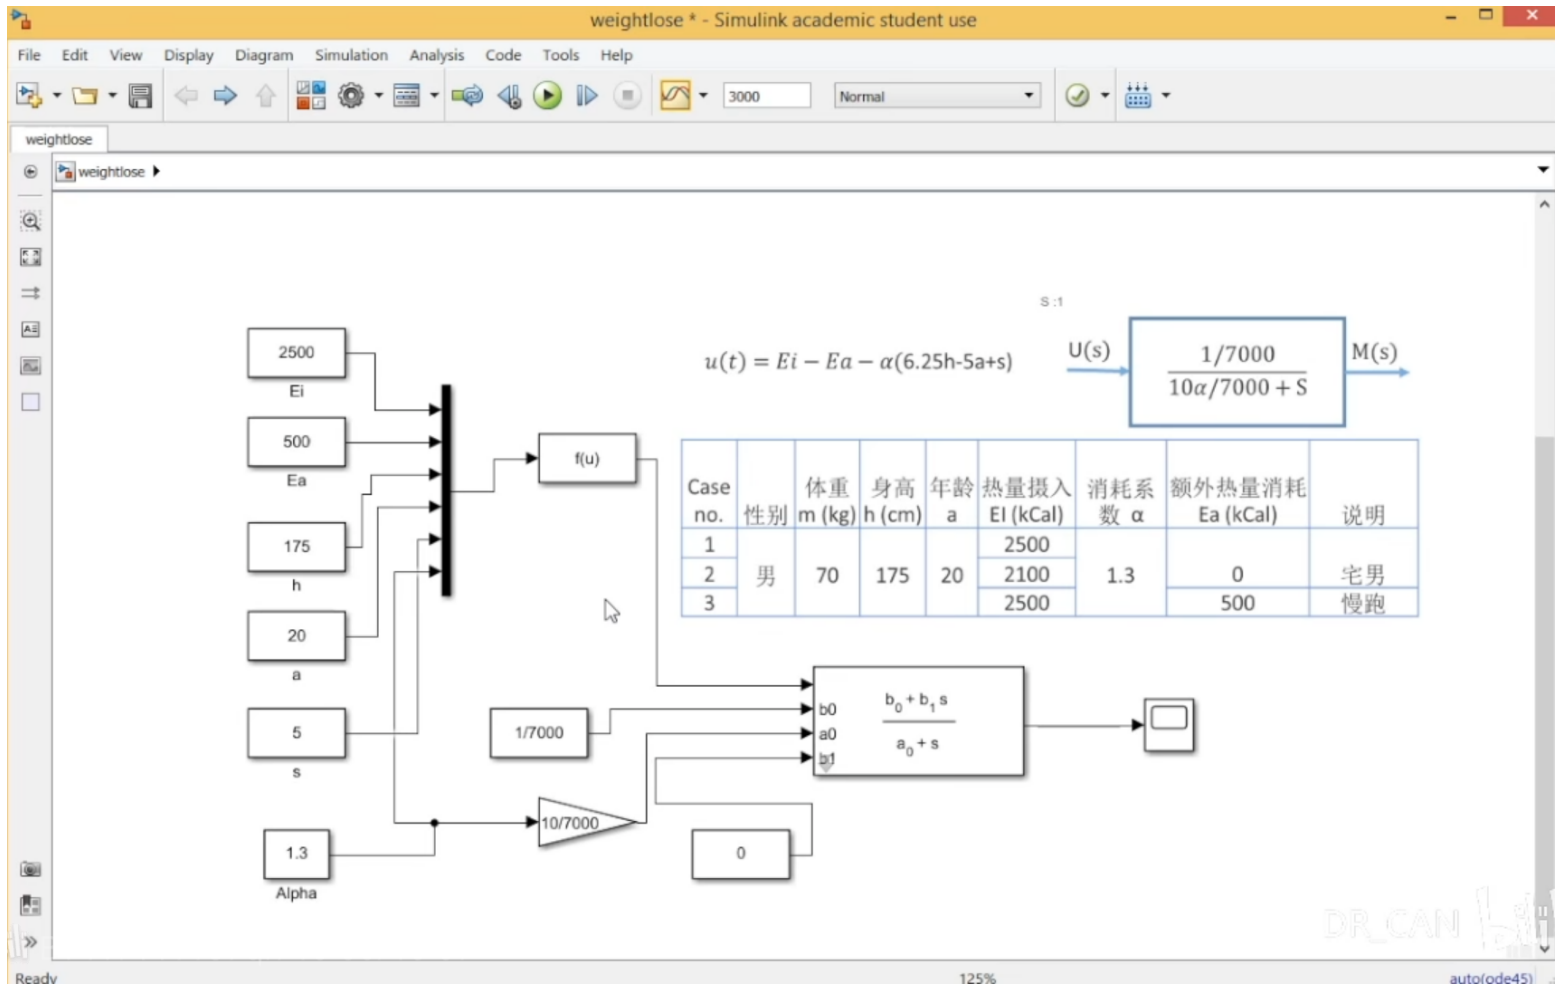 weightlose * - Simulink academic student use
File Edit View Display Diagram Simulation Analysis Code Tools Help
3000 Normal
weightlose
weightlose
S :1
2500
Ei
u(t) = Ei − Ea − α(6.25h-5a+s)
U(s)
1/7000
10α/7000 + S
M(s)
500
Ea
f(u)
175
h
20
a
Case no. 性别 体重 m (kg) 身高 h (cm) 年龄 a 热量摄入 EI (kCal) 消耗系数 α 额外热量消耗 Ea (kCal) 说明
1 2500
2 男 70 175 20 2100 1.3 0 宅男
3 2500 500 慢跑
5
s
1/7000
b0
a0
b1
b0 + b1 s
a0 + s
10/7000
1.3
Alpha
0
DR_CAN
Ready 125% auto(ode45)